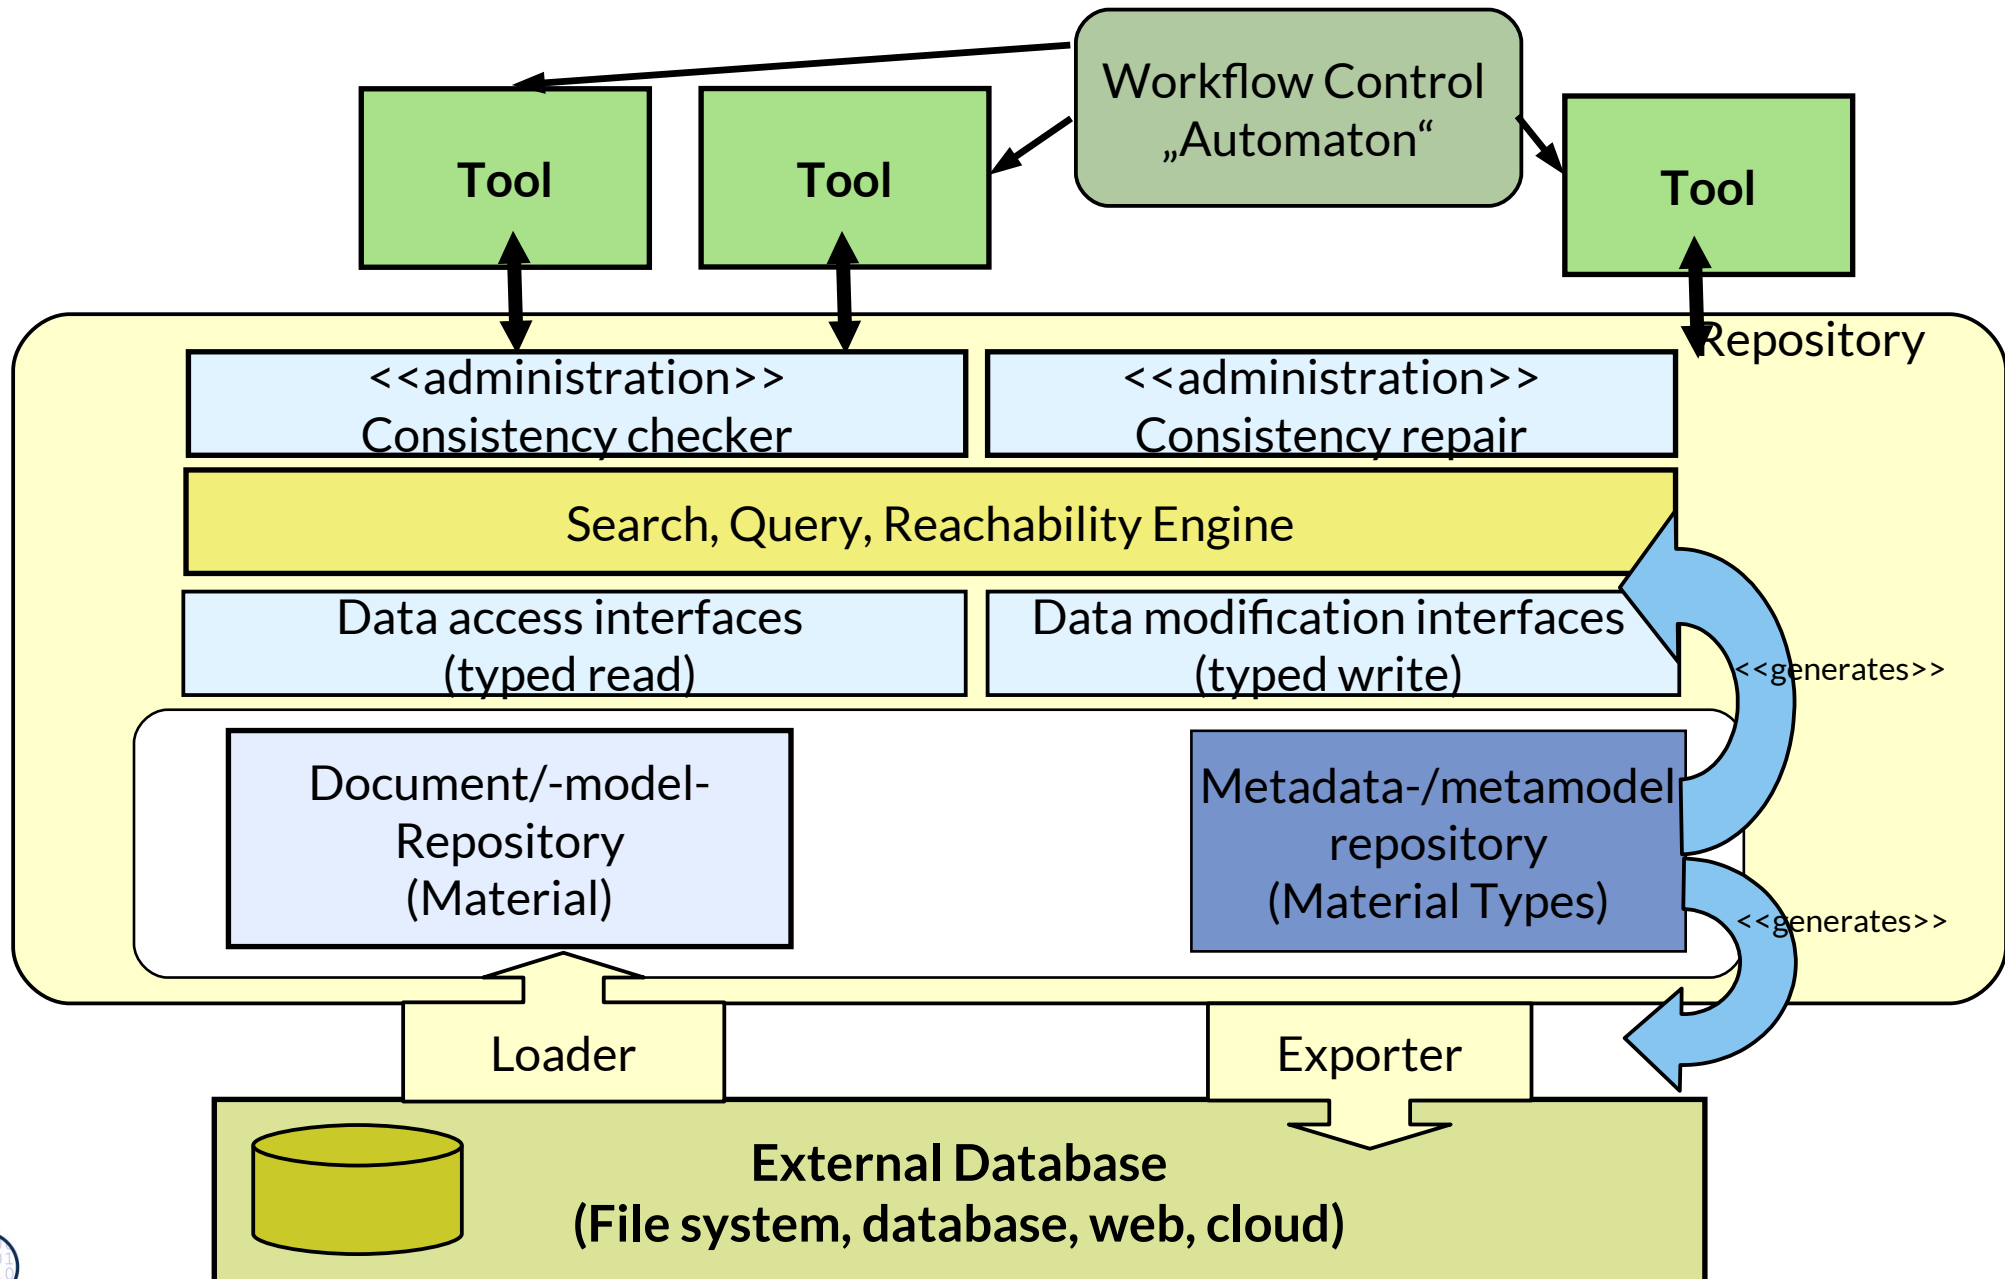 Workflow Control
„Automaton“
Tool
Tool
Tool
Repository
<<administration>>
Consistency checker
<<administration>>
Consistency repair
Search, Query, Reachability Engine
Data access interfaces
(typed read)
Data modification interfaces
(typed write)
<<generates>>
Document/-model-
Repository
(Material)
Metadata-/metamodel
repository
(Material Types)
<<generates>>
Loader
Exporter
External Database
(File system, database, web, cloud)